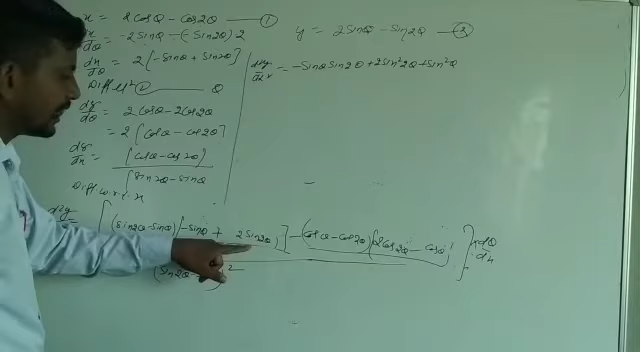 x = 2cosθ - cos2θ ——①
y = 2sinθ - sin2θ —②
dx/dθ = -2sinθ - (-sin2θ) 2
dx/dθ = 2[-sinθ + sin2θ]
Diff ②
dy/dθ = 2cosθ - 2cos2θ
= 2[cosθ - cos2θ]
dy/dx = [cosθ - cos2θ] / [sin2θ - sinθ]
Diff w.r.t. x
d²y/ = {[(sin2θ - sinθ)(-sinθ + 2sin2θ)] - (cosθ - cos2θ)(2cos2θ - cosθ)} × dθ/dx
(sin2θ )²
d²y/dx² = -sinθ sin2θ + 2sin²2θ + sin²θ